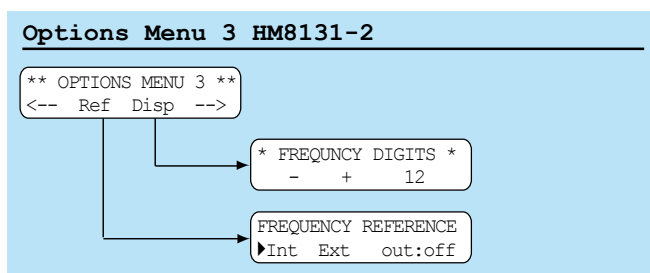 Options Menu 3 HM8131-2
** OPTIONS MENU 3 **
<-- Ref Disp -->
* FREQUNCY DIGITS *
- + 12
FREQUENCY REFERENCE
Int Ext out:off